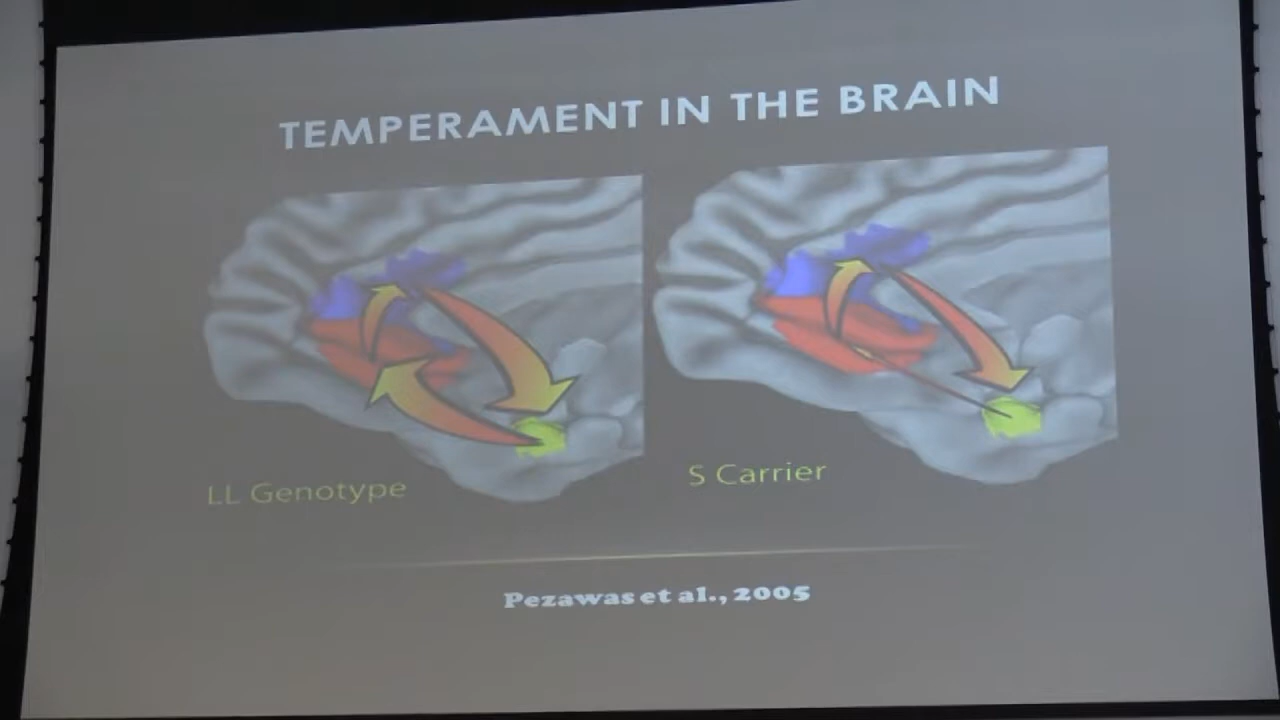 TEMPERAMENT IN THE BRAIN
LL Genotype
S Carrier
Pezawas et al., 2005